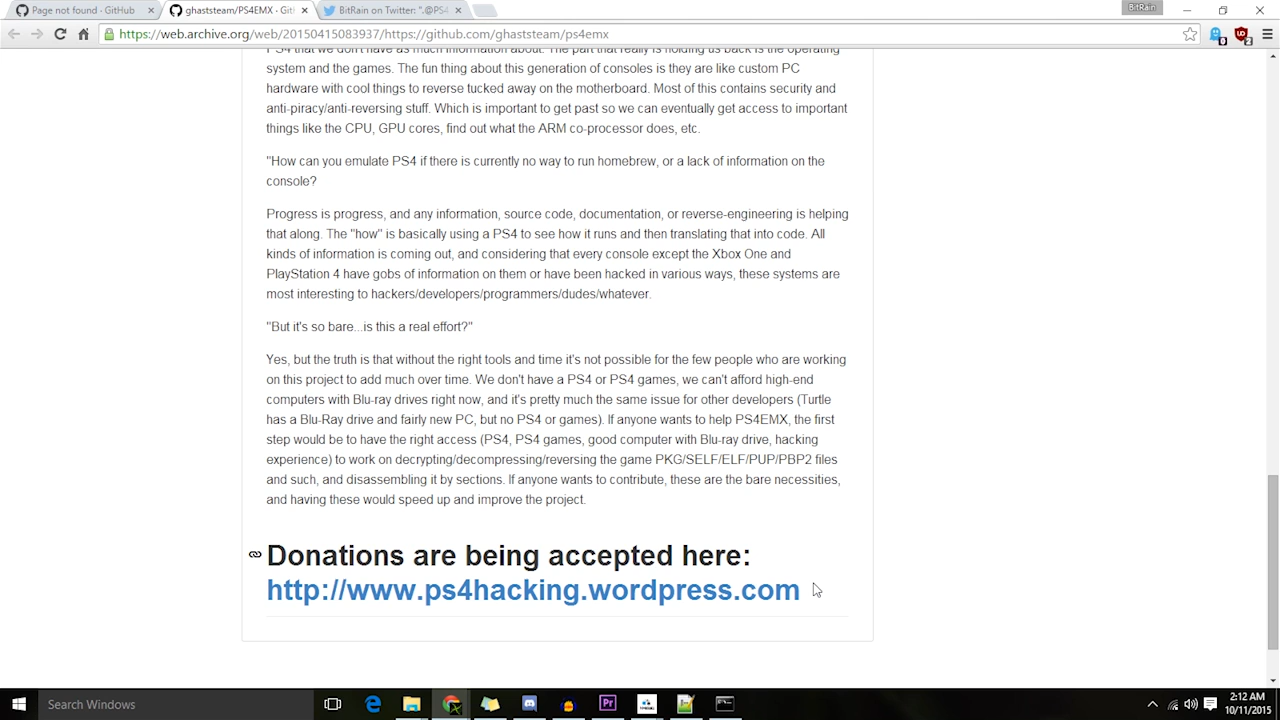 BitRain
Page not found · GitHub
ghaststeam/PS4EMX · Git
BitRain on Twitter: ".@PS4
https://web.archive.org/web/20150415083937/https://github.com/ghaststeam/ps4emx
PS4 that we don't have as much information about. The part that really is holding us back is the operating
system and the games. The fun thing about this generation of consoles is they are like custom PC
hardware with cool things to reverse tucked away on the motherboard. Most of this contains security and
anti-piracy/anti-reversing stuff. Which is important to get past so we can eventually get access to important
things like the CPU, GPU cores, find out what the ARM co-processor does, etc.
"How can you emulate PS4 if there is currently no way to run homebrew, or a lack of information on the
console?
Progress is progress, and any information, source code, documentation, or reverse-engineering is helping
that along. The "how" is basically using a PS4 to see how it runs and then translating that into code. All
kinds of information is coming out, and considering that every console except the Xbox One and
PlayStation 4 have gobs of information on them or have been hacked in various ways, these systems are
most interesting to hackers/developers/programmers/dudes/whatever.
"But it's so bare...is this a real effort?"
Yes, but the truth is that without the right tools and time it's not possible for the few people who are working
on this project to add much over time. We don't have a PS4 or PS4 games, we can't afford high-end
computers with Blu-ray drives right now, and it's pretty much the same issue for other developers (Turtle
has a Blu-Ray drive and fairly new PC, but no PS4 or games). If anyone wants to help PS4EMX, the first
step would be to have the right access (PS4, PS4 games, good computer with Blu-ray drive, hacking
experience) to work on decrypting/decompressing/reversing the game PKG/SELF/ELF/PUP/PBP2 files
and such, and disassembling it by sections. If anyone wants to contribute, these are the bare necessities,
and having these would speed up and improve the project.
Donations are being accepted here:
http://www.ps4hacking.wordpress.com
Search Windows
Pr
2:12 AM
10/11/2015